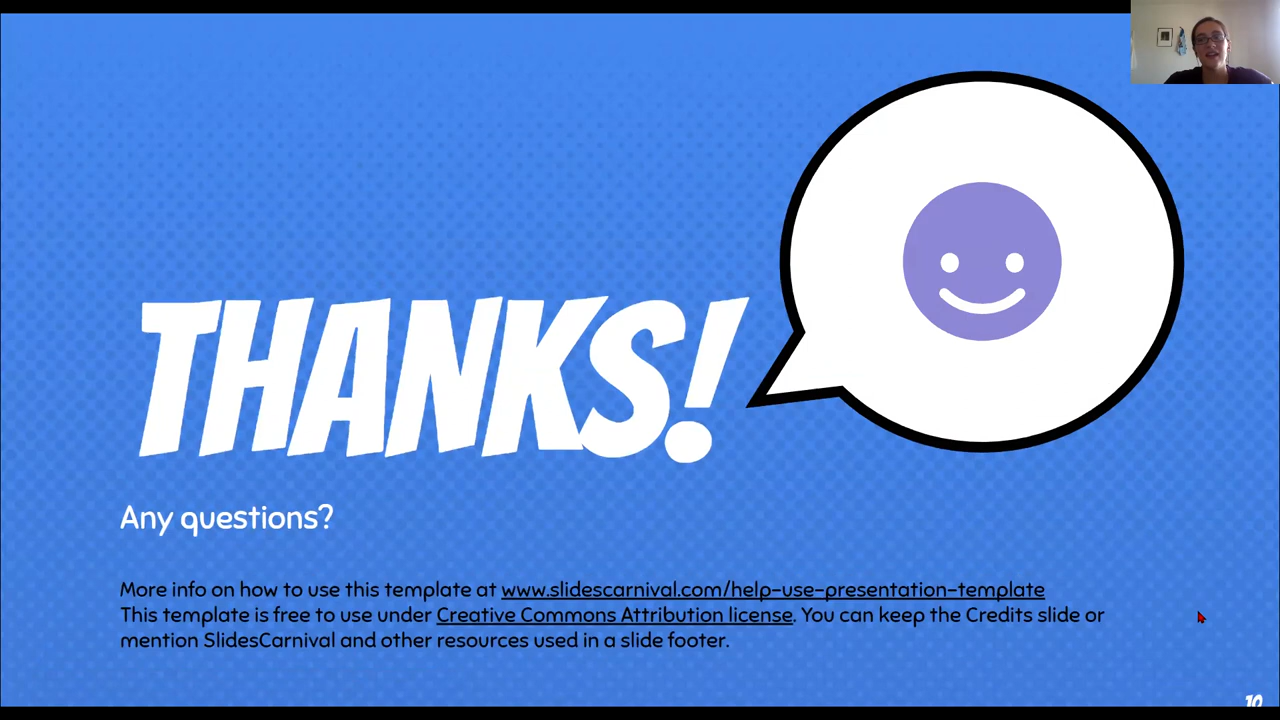 THANKS!
Any questions?
More info on how to use this template at www.slidescarnival.com/help-use-presentation-template
This template is free to use under Creative Commons Attribution license. You can keep the Credits slide or
mention SlidesCarnival and other resources used in a slide footer.
10